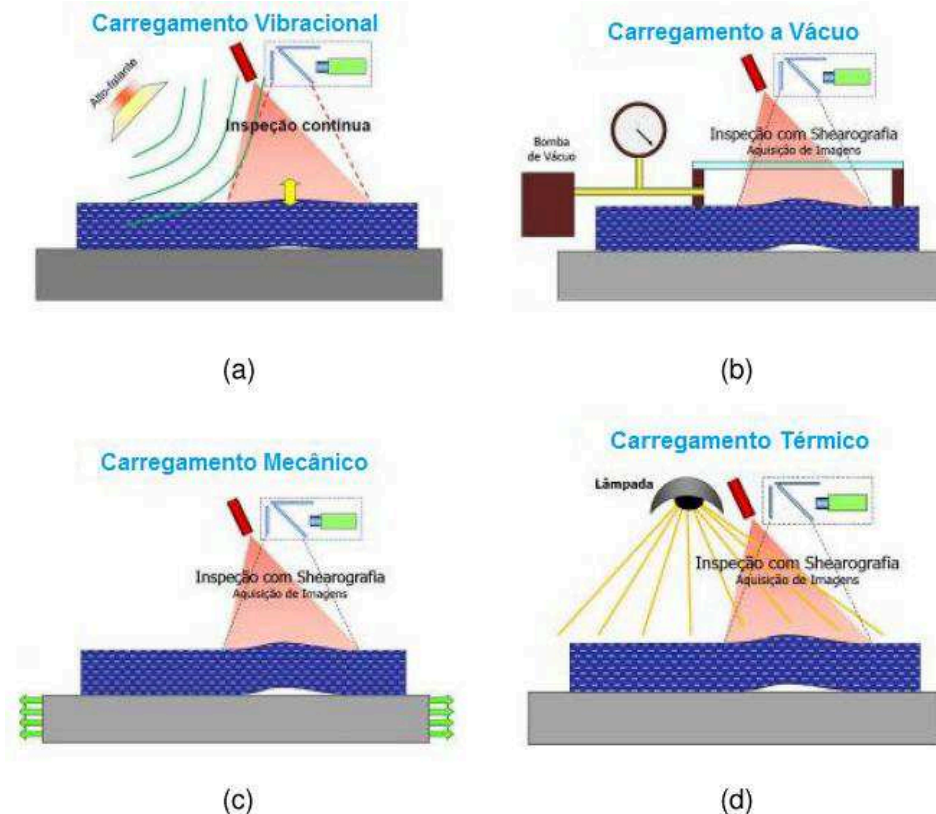 Carregamento Vibracional
Alto-falante
Inspeção contínua
(a)
Carregamento a Vácuo
Bomba
de Vácuo
Inspeção com Shearografia
Aquisição de Imagens
(b)
Carregamento Mecânico
Inspeção com Shearografia
Aquisição de Imagens
(c)
Carregamento Térmico
Lâmpada
Inspeção com Shearografia
Aquisição de Imagens
(d)